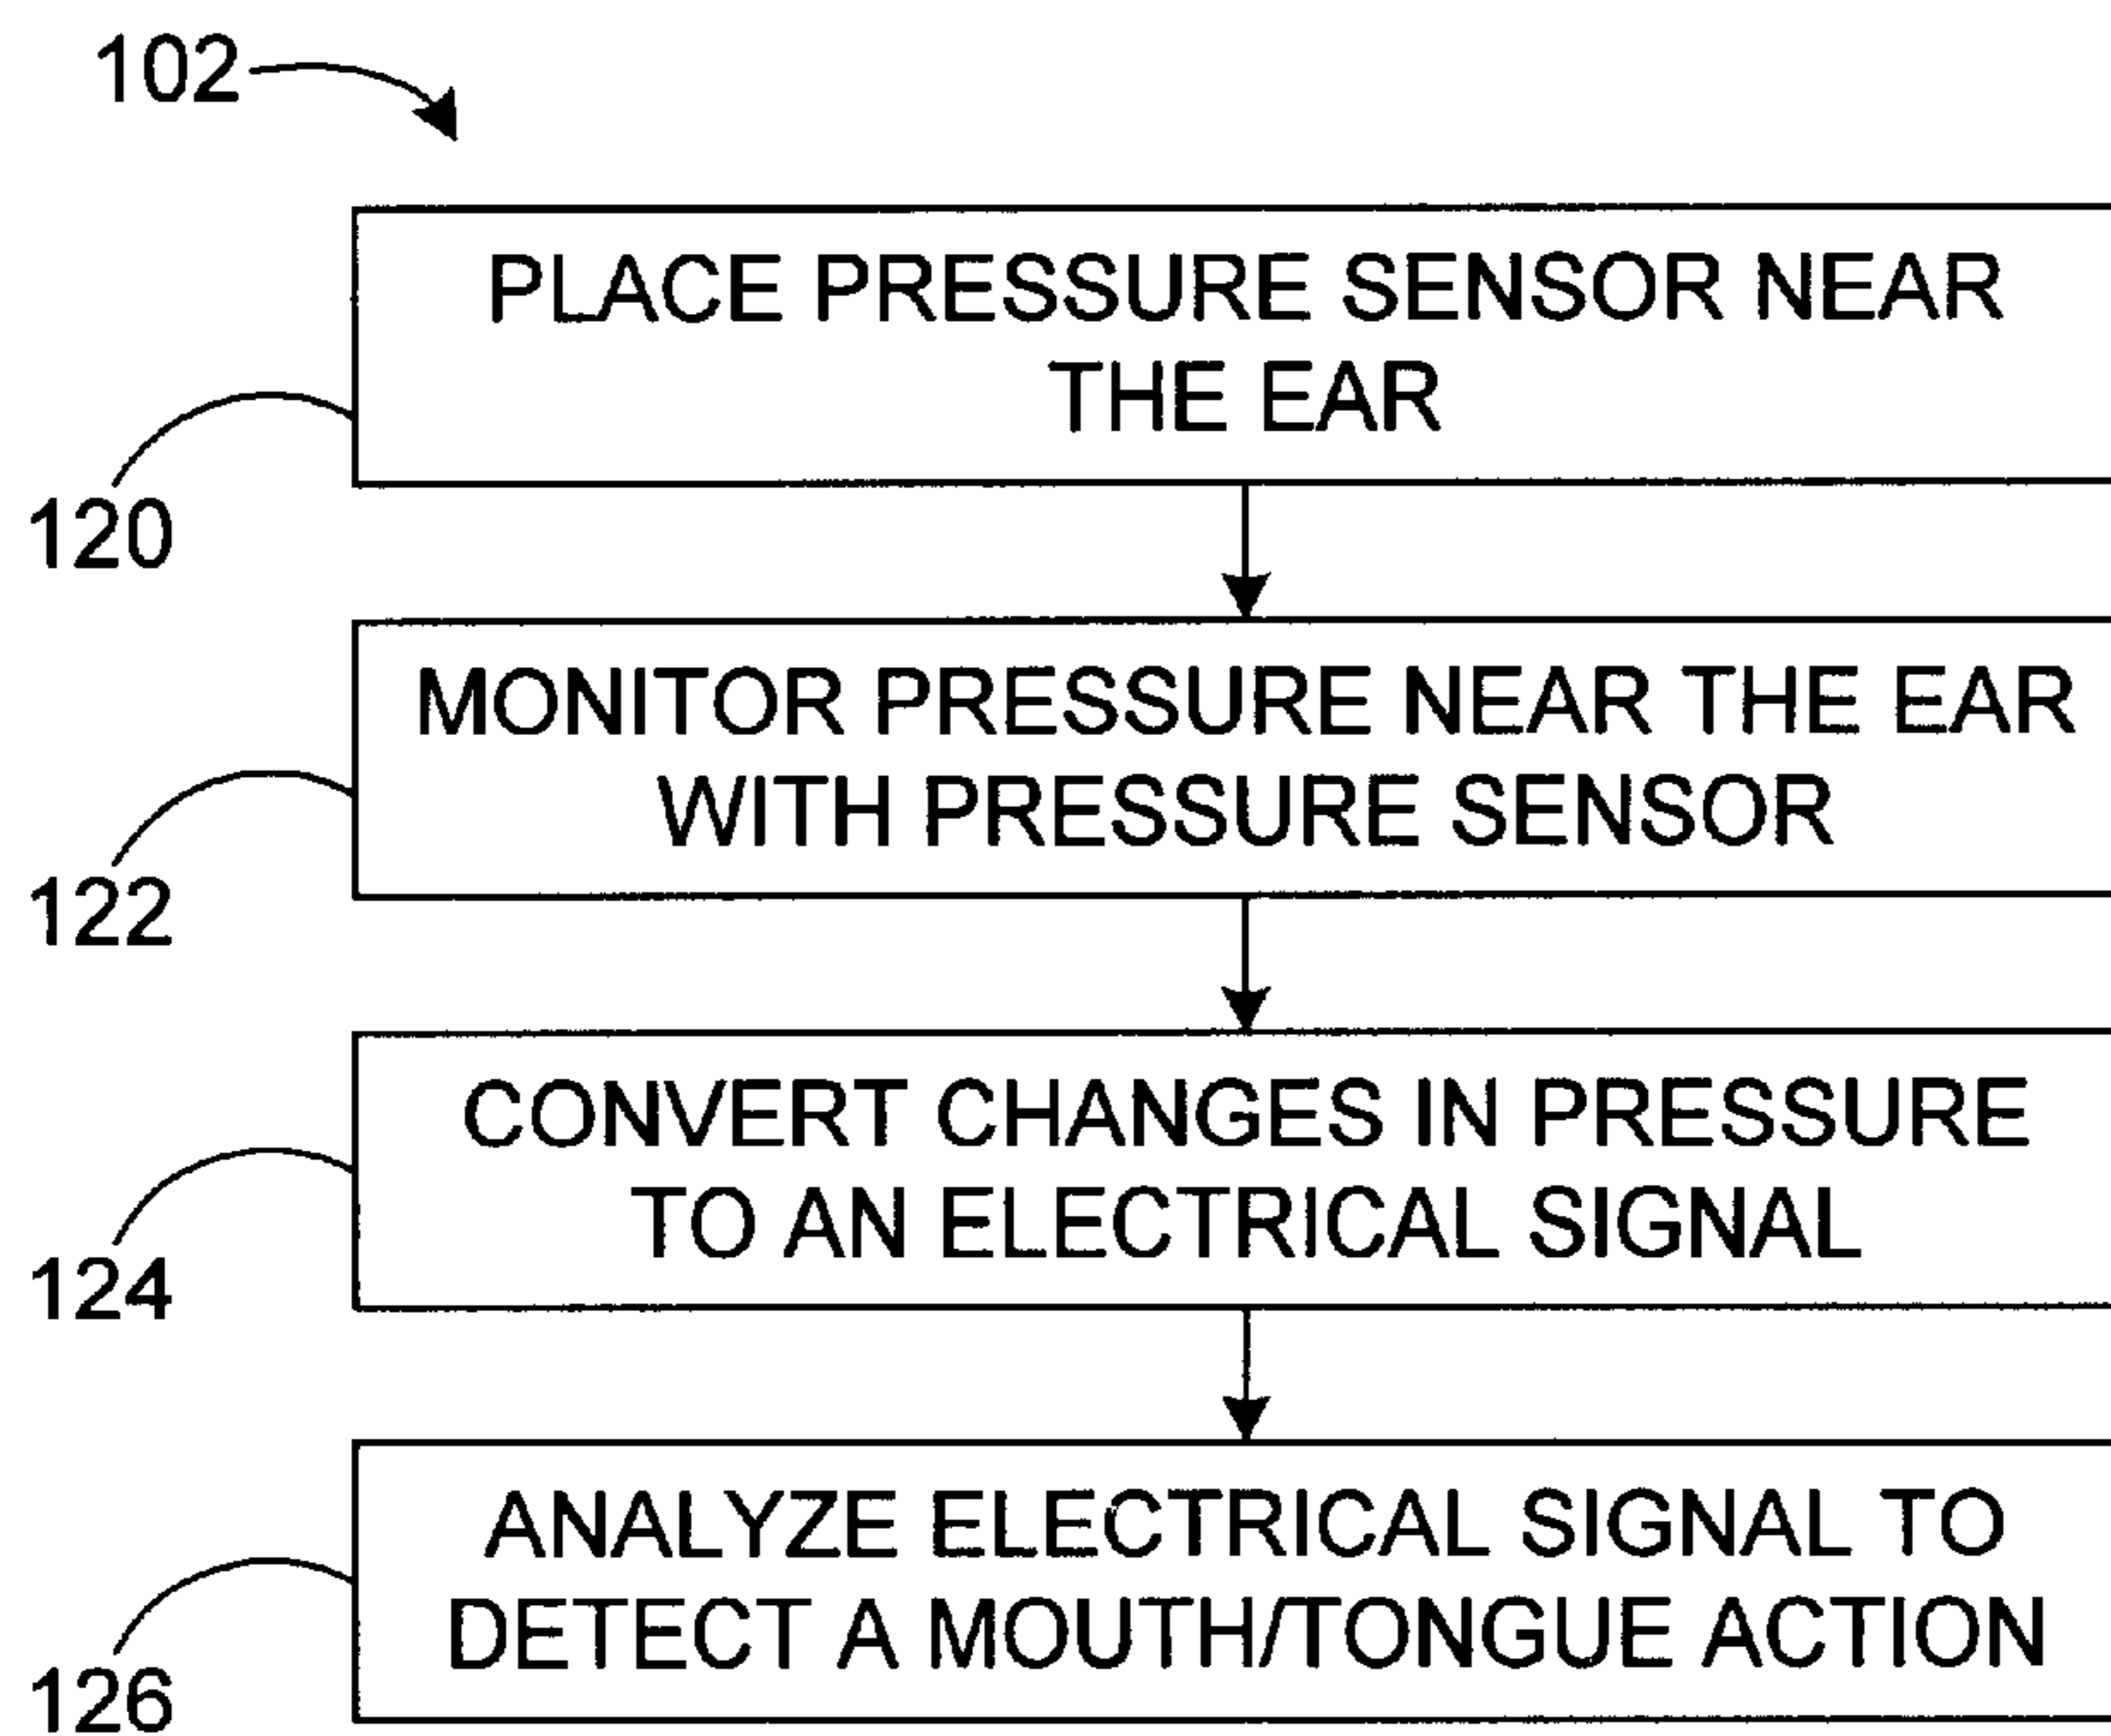 102
PLACE PRESSURE SENSOR NEAR
THE EAR
120
MONITOR PRESSURE NEAR THE EAR
WITH PRESSURE SENSOR
122
CONVERT CHANGES IN PRESSURE
TO AN ELECTRICAL SIGNAL
124
ANALYZE ELECTRICAL SIGNAL TO
DETECT A MOUTH/TONGUE ACTION
126